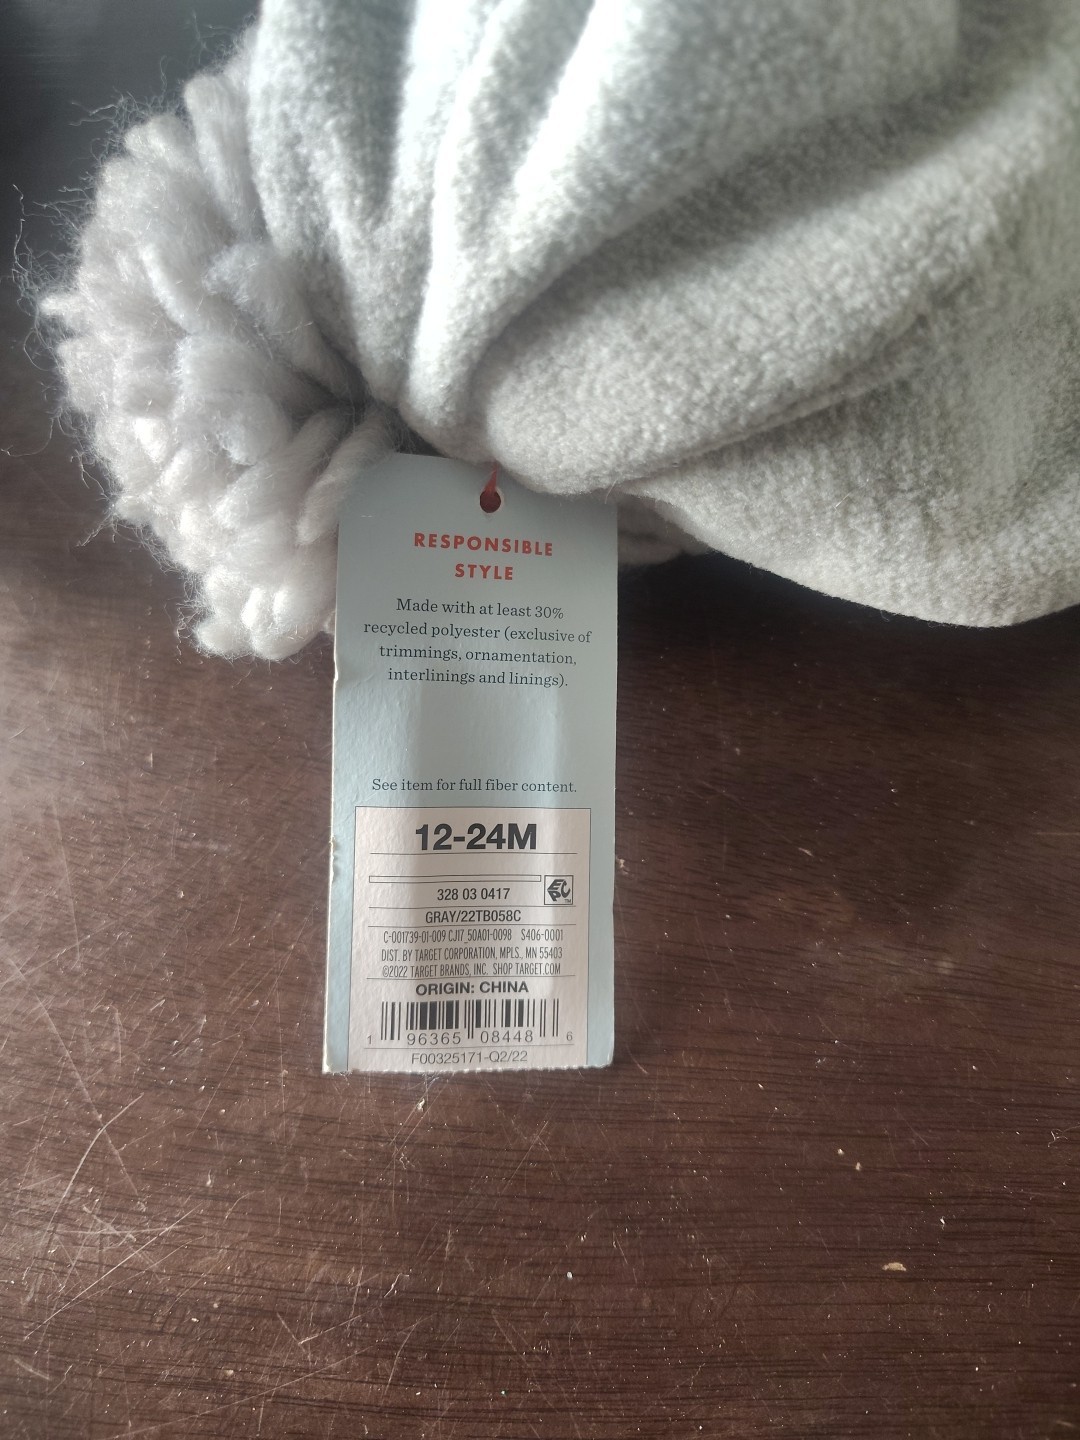 RESPONSIBLE
STYLE
Made with at least 30%
recycled polyester (exclusive of
trimmings, ornamentation,
interlinings and linings).
See item for full fiber content.
12-24M
328 03 0417
GRAY/22TB058C
C-001739-01-009 CJ17_50A01-0098 S406-0001
DIST. BY TARGET CORPORATION, MPLS., MN 55403
©2022 TARGET BRANDS, INC. SHOP TARGET.COM
ORIGIN: CHINA
1 96365 08448 6
F00325171-Q2/22